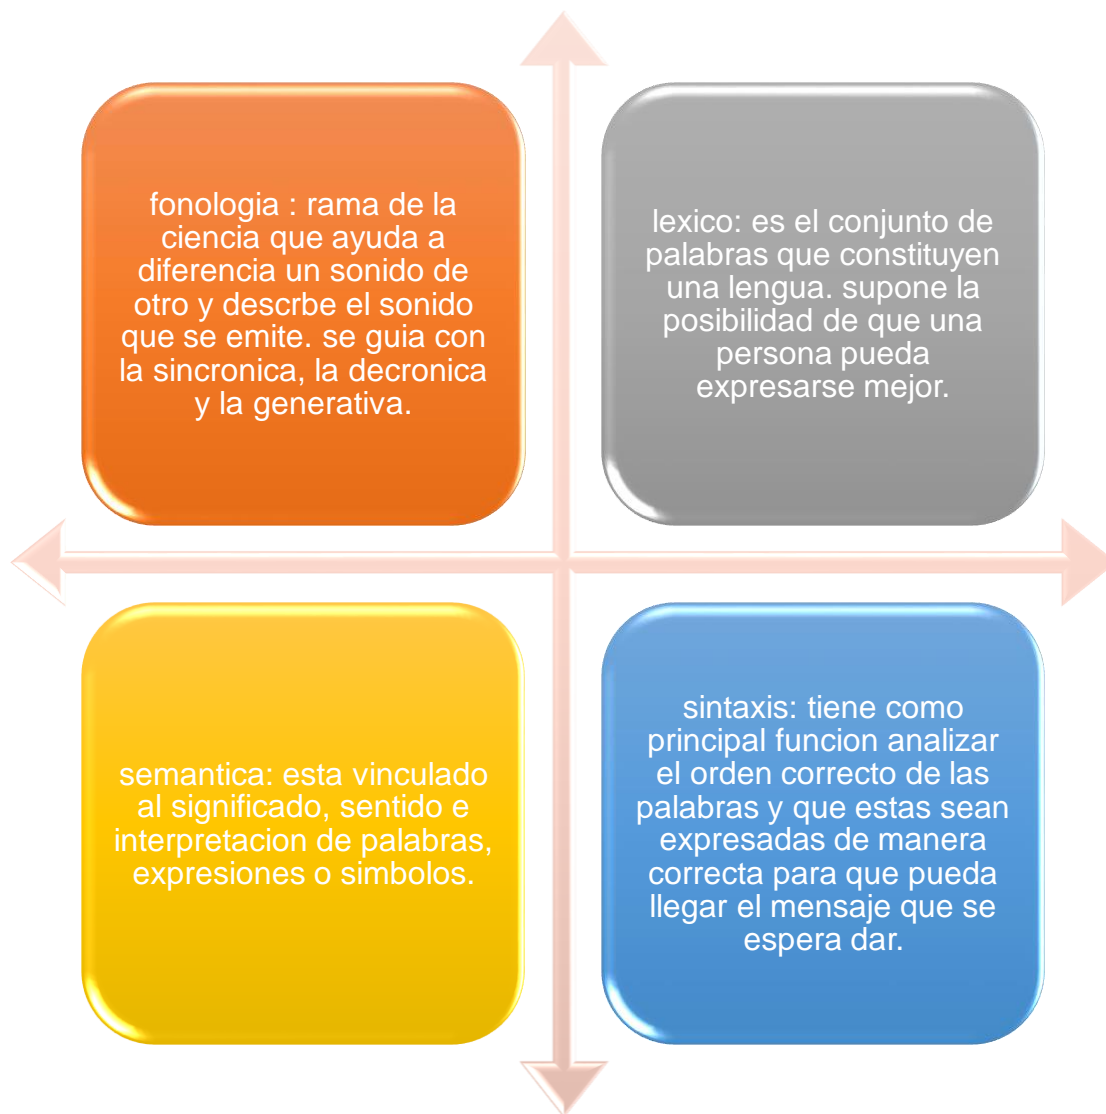 fonologia : rama de la
ciencia que ayuda a
diferencia un sonido de
otro y descrbe el sonido
que se emite. se guia con
la sincronica, la decronica
y la generativa.
lexico: es el conjunto de
palabras que constituyen
una lengua. supone la
posibilidad de que una
persona pueda
expresarse mejor.
semantica: esta vinculado
al significado, sentido e
interpretacion de palabras,
expresiones o simbolos.
sintaxis: tiene como
principal funcion analizar
el orden correcto de las
palabras y que estas sean
expresadas de manera
correcta para que pueda
llegar el mensaje que se
espera dar.